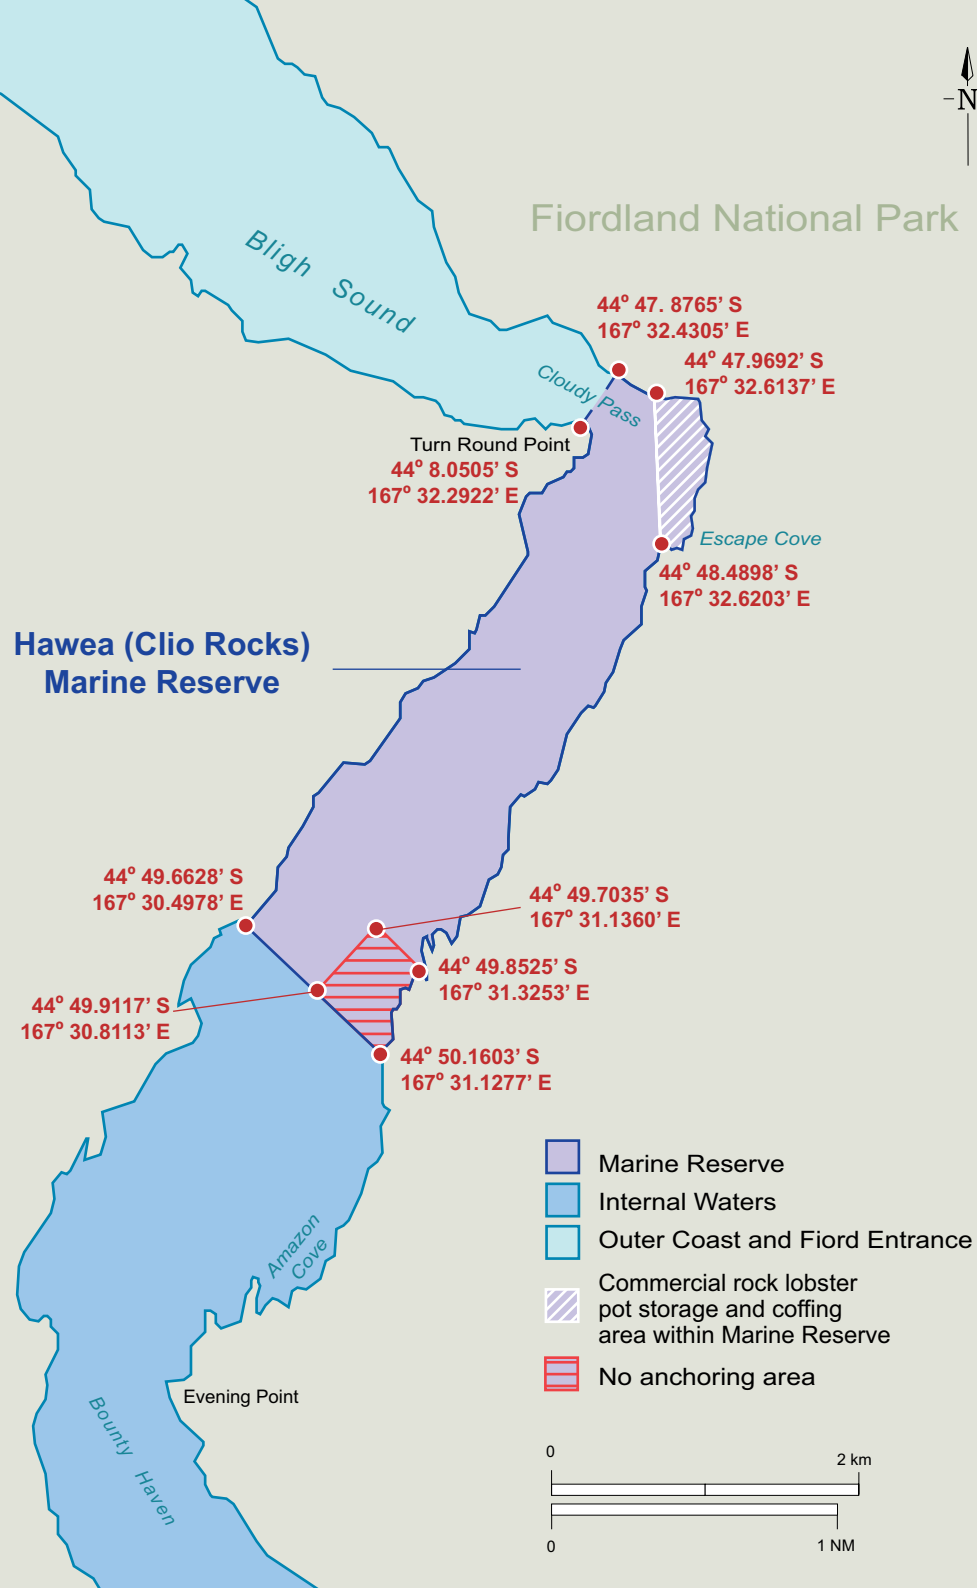 N
Fiordland National Park
Bligh Sound
44° 47. 8765’ S
167° 32.4305’ E
44° 47.9692’ S
167° 32.6137’ E
Cloudy Pass
Turn Round Point
44° 8.0505’ S
167° 32.2922’ E
Escape Cove
44° 48.4898’ S
167° 32.6203’ E
Hawea (Clio Rocks)
Marine Reserve
44° 49.6628’ S
167° 30.4978’ E
44° 49.7035’ S
167° 31.1360’ E
44° 49.8525’ S
167° 31.3253’ E
44° 49.9117’ S
167° 30.8113’ E
44° 50.1603’ S
167° 31.1277’ E
Marine Reserve
Internal Waters
Outer Coast and Fiord Entrance
Commercial rock lobster
pot storage and coffing
area within Marine Reserve
No anchoring area
Amazon
Cove
Evening Point
Bounty Haven
0
2 km
0
1 NM